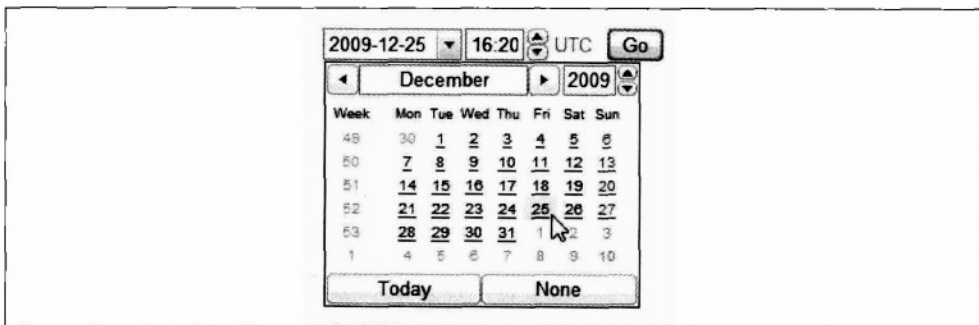 2009-12-25 16:20 UTC Go
December 2009
Week Mon Tue Wed Thu Fri Sat Sun
49 30 1 2 3 4 5 6
50 7 8 9 10 11 12 13
51 14 15 16 17 18 19 20
52 21 22 23 24 25 26 27
53 28 29 30 31 1 2 3
1 4 5 6 7 8 9 10
Today None